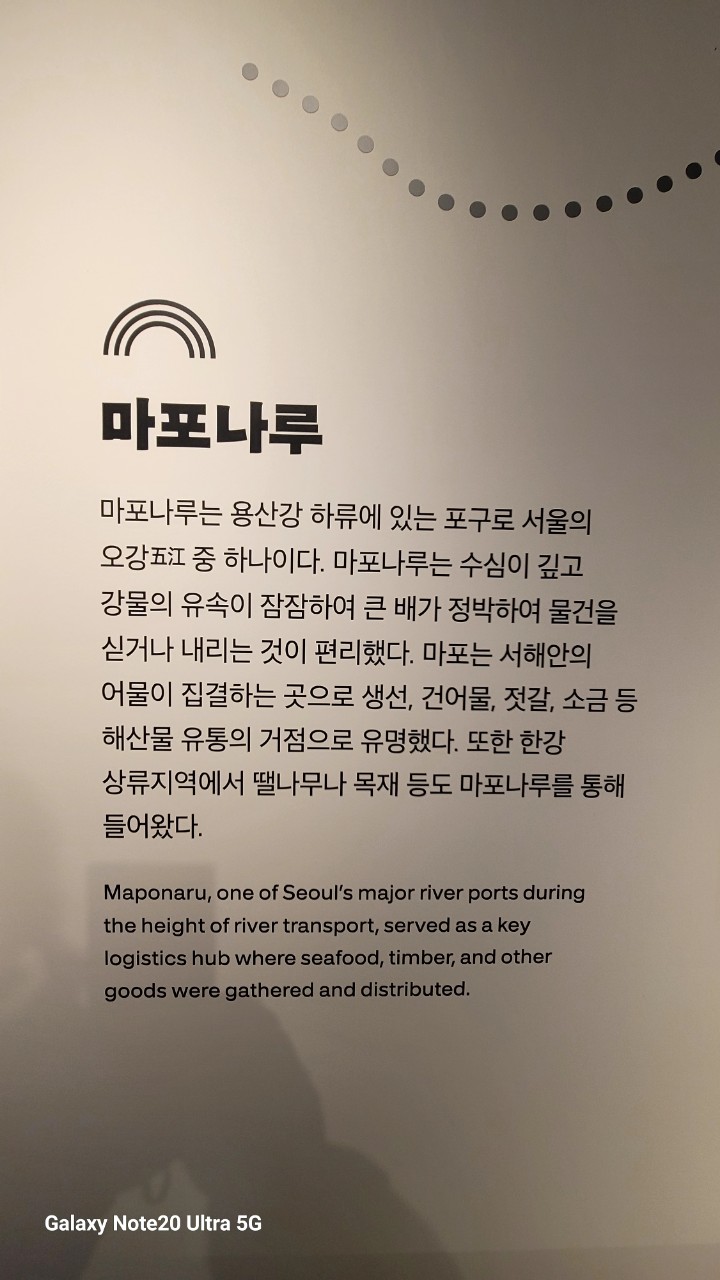 마포나루
마포나루는 용산강 하류에 있는 포구로 서울의
오강五江 중 하나이다. 마포나루는 수심이 깊고
강물의 유속이 잠잠하여 큰 배가 정박하여 물건을
싣거나 내리는 것이 편리했다. 마포는 서해안의
어물이 집결하는 곳으로 생선, 건어물, 젓갈, 소금 등
해산물 유통의 거점으로 유명했다. 또한 한강
상류지역에서 땔나무나 목재 등도 마포나루를 통해
들어왔다.
Maponaru, one of Seoul's major river ports during
the height of river transport, served as a key
logistics hub where seafood, timber, and other
goods were gathered and distributed.
Galaxy Note20 Ultra 5G